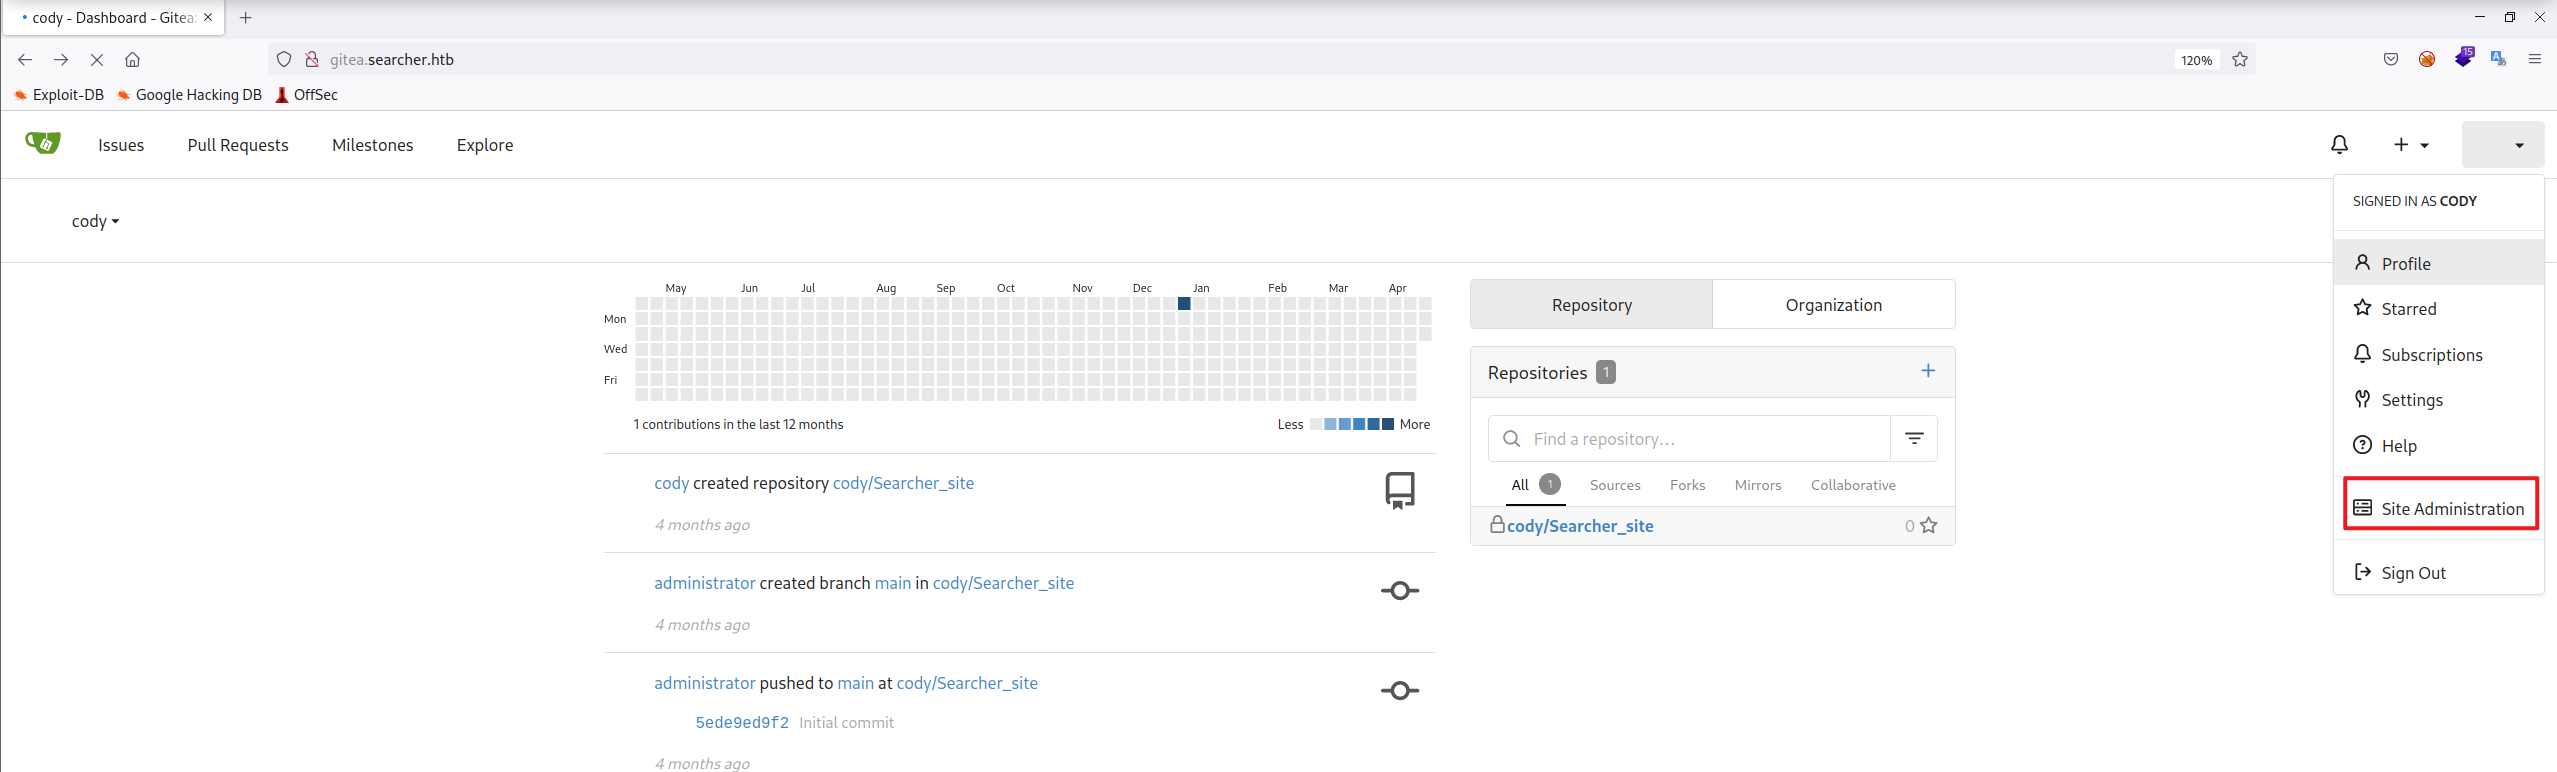 cody - Dashboard - Gitea:
gitea.searcher.htb
120%
15
Exploit-DB Google Hacking DB OffSec
Issues Pull Requests Milestones Explore
SIGNED IN AS CODY
cody
Profile
Starred
Subscriptions
Settings
Help
Site Administration
Sign Out
May Jun Jul Aug Sep Oct Nov Dec Jan Feb Mar Apr
Mon
Wed
Fri
1 contributions in the last 12 months
Less More
cody created repository cody/Searcher_site
4 months ago
administrator created branch main in cody/Searcher_site
4 months ago
administrator pushed to main at cody/Searcher_site
5ede9ed9f2 Initial commit
4 months ago
Repository Organization
Repositories 1
Find a repository...
All 1 Sources Forks Mirrors Collaborative
cody/Searcher_site 0